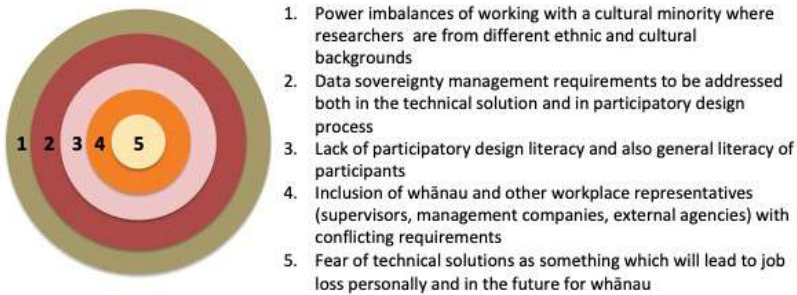 1 2 3 4 5
1. Power imbalances of working with a cultural minority where
researchers are from different ethnic and cultural
backgrounds
2. Data sovereignty management requirements to be addressed
both in the technical solution and in participatory design
process
3. Lack of participatory design literacy and also general literacy of
participants
4. Inclusion of whānau and other workplace representatives
(supervisors, management companies, external agencies) with
conflicting requirements
5. Fear of technical solutions as something which will lead to job
loss personally and in the future for whānau